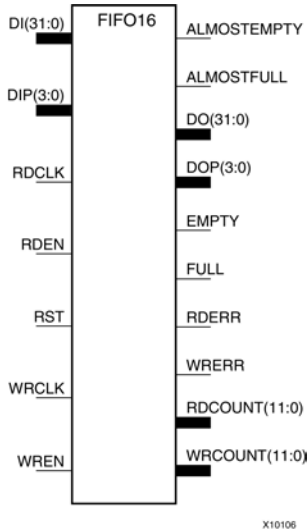 FIFO16
DI(31:0)
DIP(3:0)
RDCLK
RDEN
RST
WRCLK
WREN
ALMOSTEMPTY
ALMOSTFULL
DO(31:0)
DOP(3:0)
EMPTY
FULL
RDERR
WRERR
RDCOUNT(11:0)
WRCOUNT(11:0)
X10106